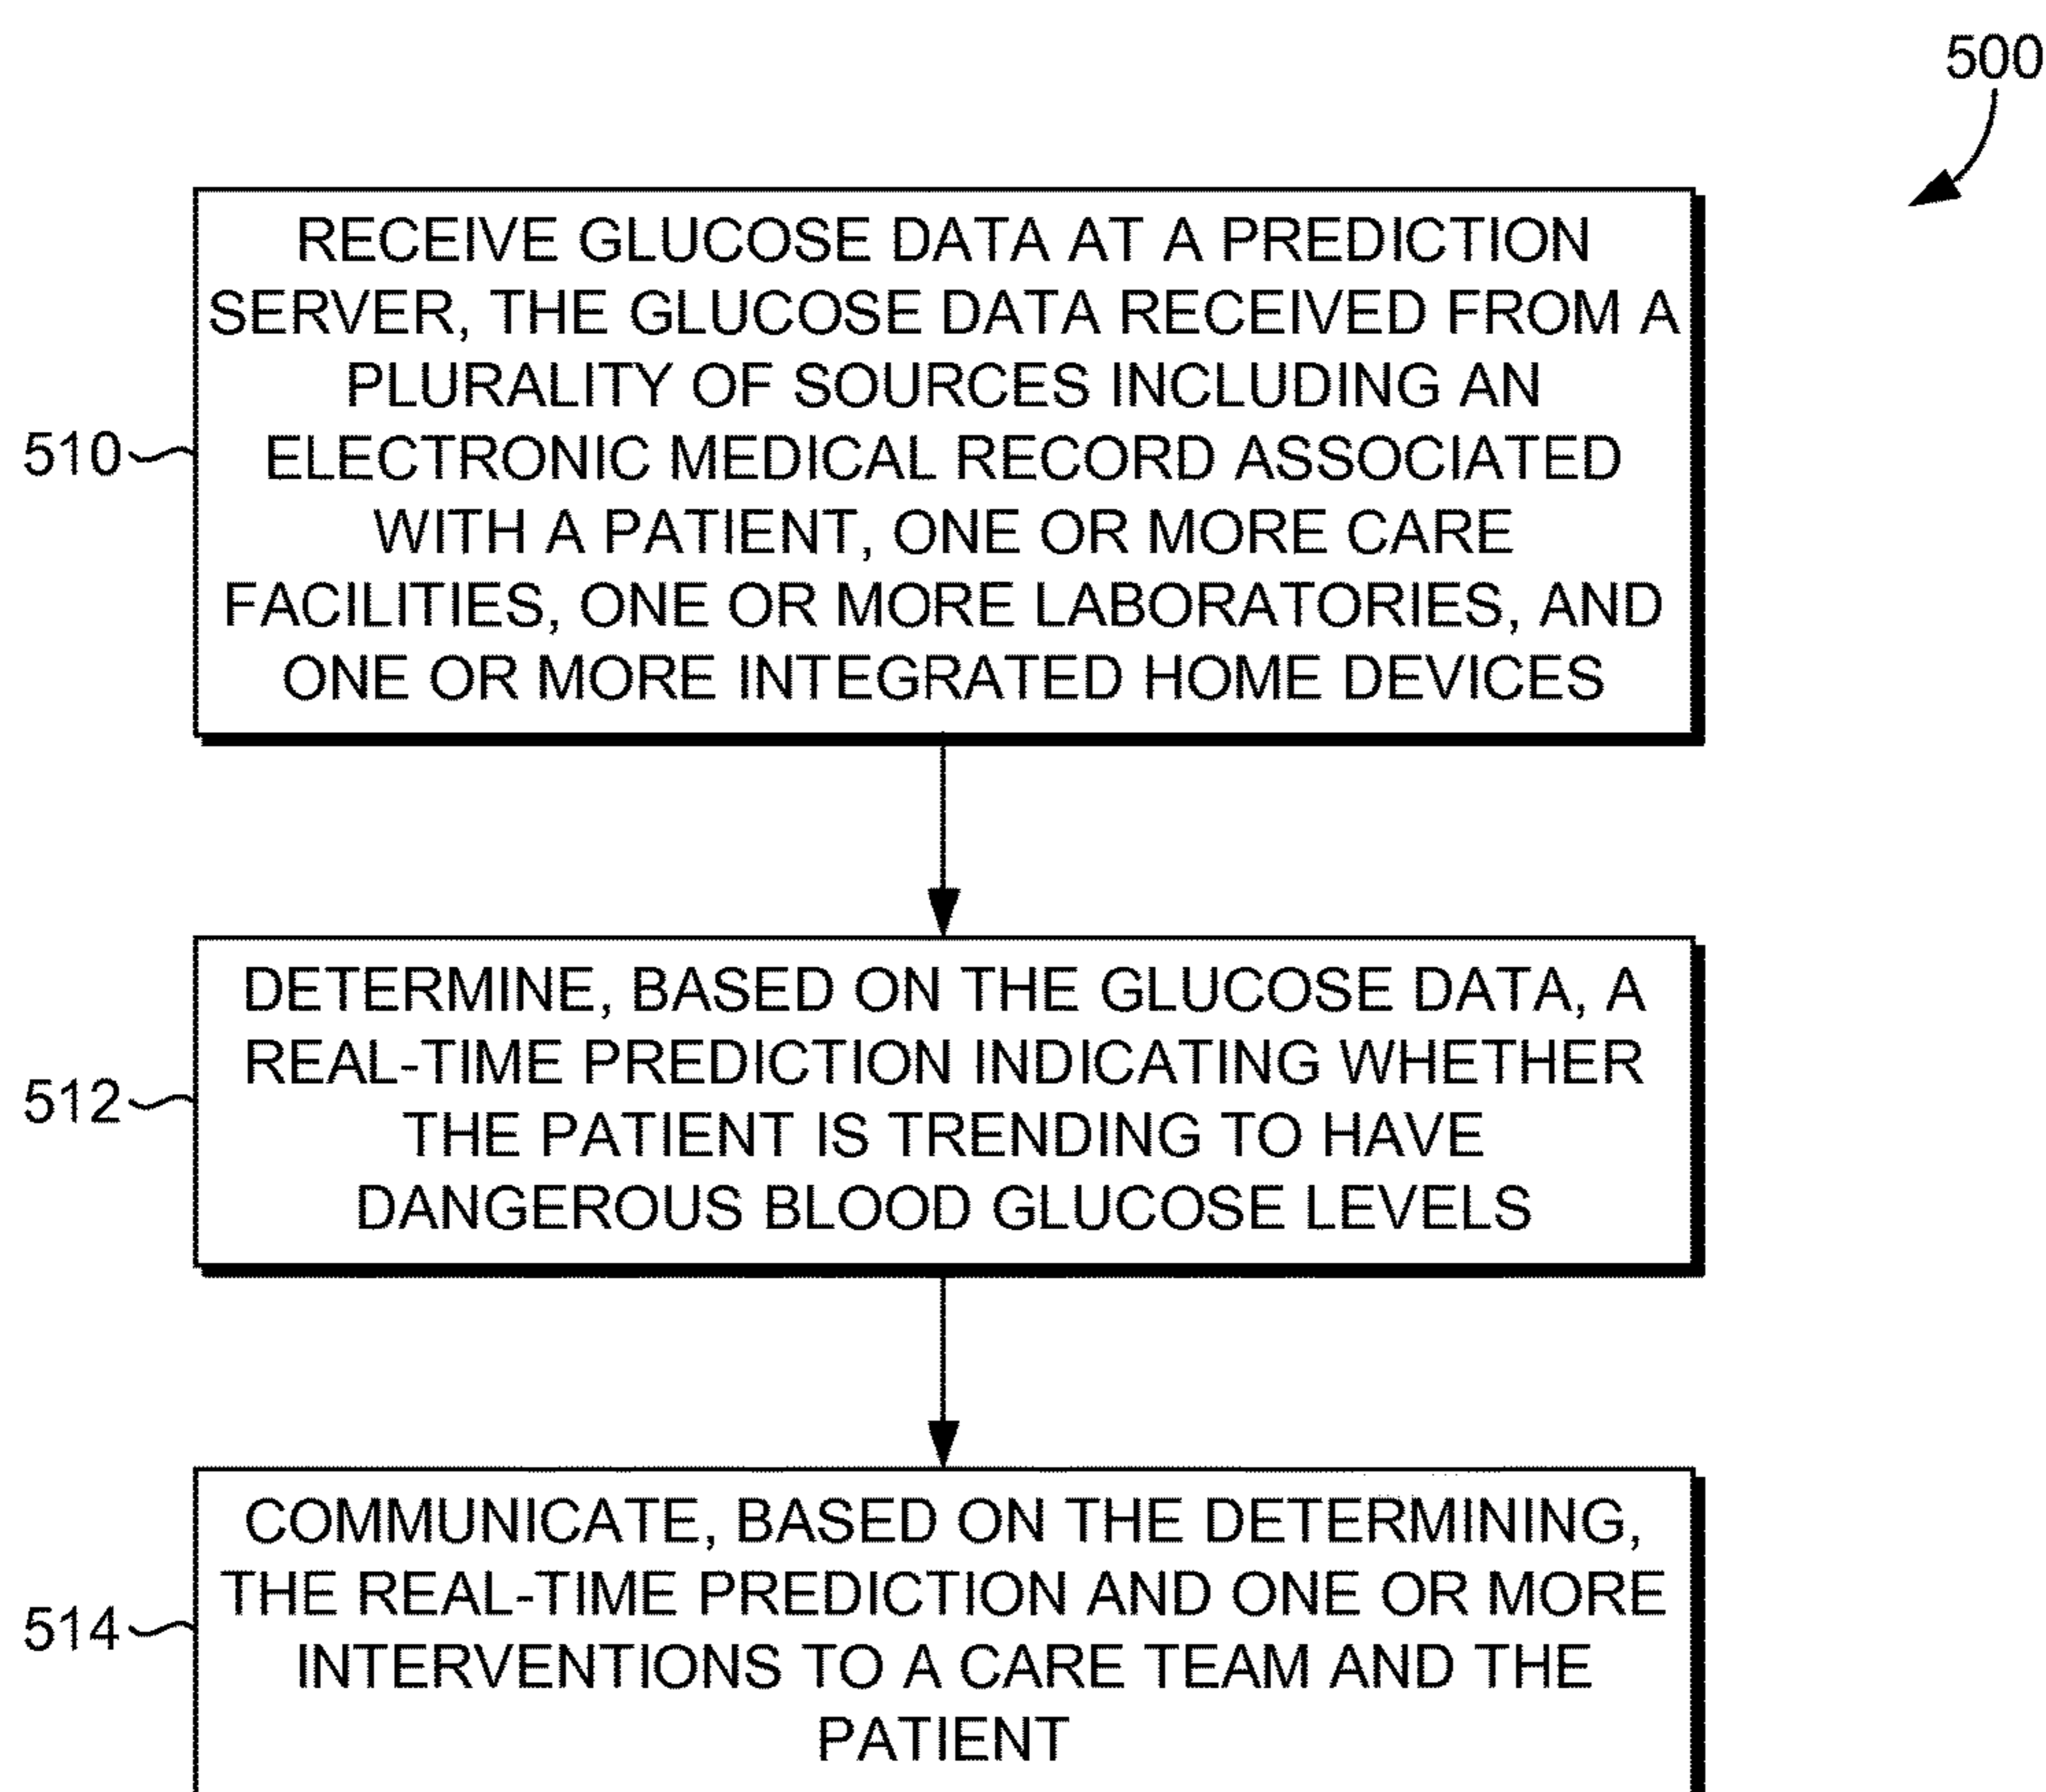 500
RECEIVE GLUCOSE DATA AT A PREDICTION
SERVER, THE GLUCOSE DATA RECEIVED FROM A
PLURALITY OF SOURCES INCLUDING AN
510
ELECTRONIC MEDICAL RECORD ASSOCIATED
WITH A PATIENT, ONE OR MORE CARE
FACILITIES, ONE OR MORE LABORATORIES, AND
ONE OR MORE INTEGRATED HOME DEVICES
DETERMINE, BASED ON THE GLUCOSE DATA, A
REAL-TIME PREDICTION INDICATING WHETHER
512
THE PATIENT IS TRENDING TO HAVE
DANGEROUS BLOOD GLUCOSE LEVELS
COMMUNICATE, BASED ON THE DETERMINING,
THE REAL-TIME PREDICTION AND ONE OR MORE
514
INTERVENTIONS TO A CARE TEAM AND THE
PATIENT